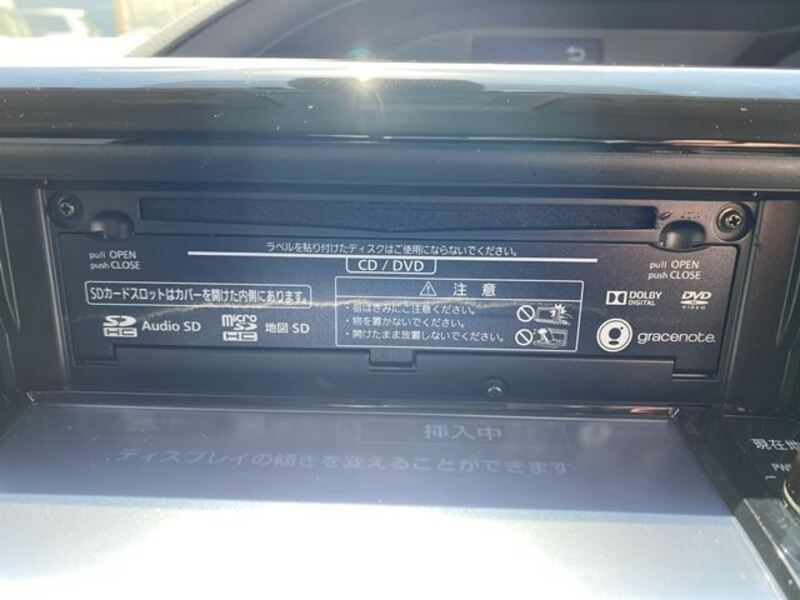 ラベルを貼り付けたディスクはご使用にならないでください。
CD / DVD
pull OPEN
push CLOSE
pull OPEN
push CLOSE
SDカードスロットはカバーを開けた内側にあります。
SD HC Audio SD
micro SD HC 地図 SD
注 意
・指はさみにご注意ください。
・物を置かないでください。
・開けたまま放置しないでください。
DOLBY
DIGITAL
DVD
VIDEO
gracenote.
挿入中
ディスプレイの傾きを変えることができます
現在地